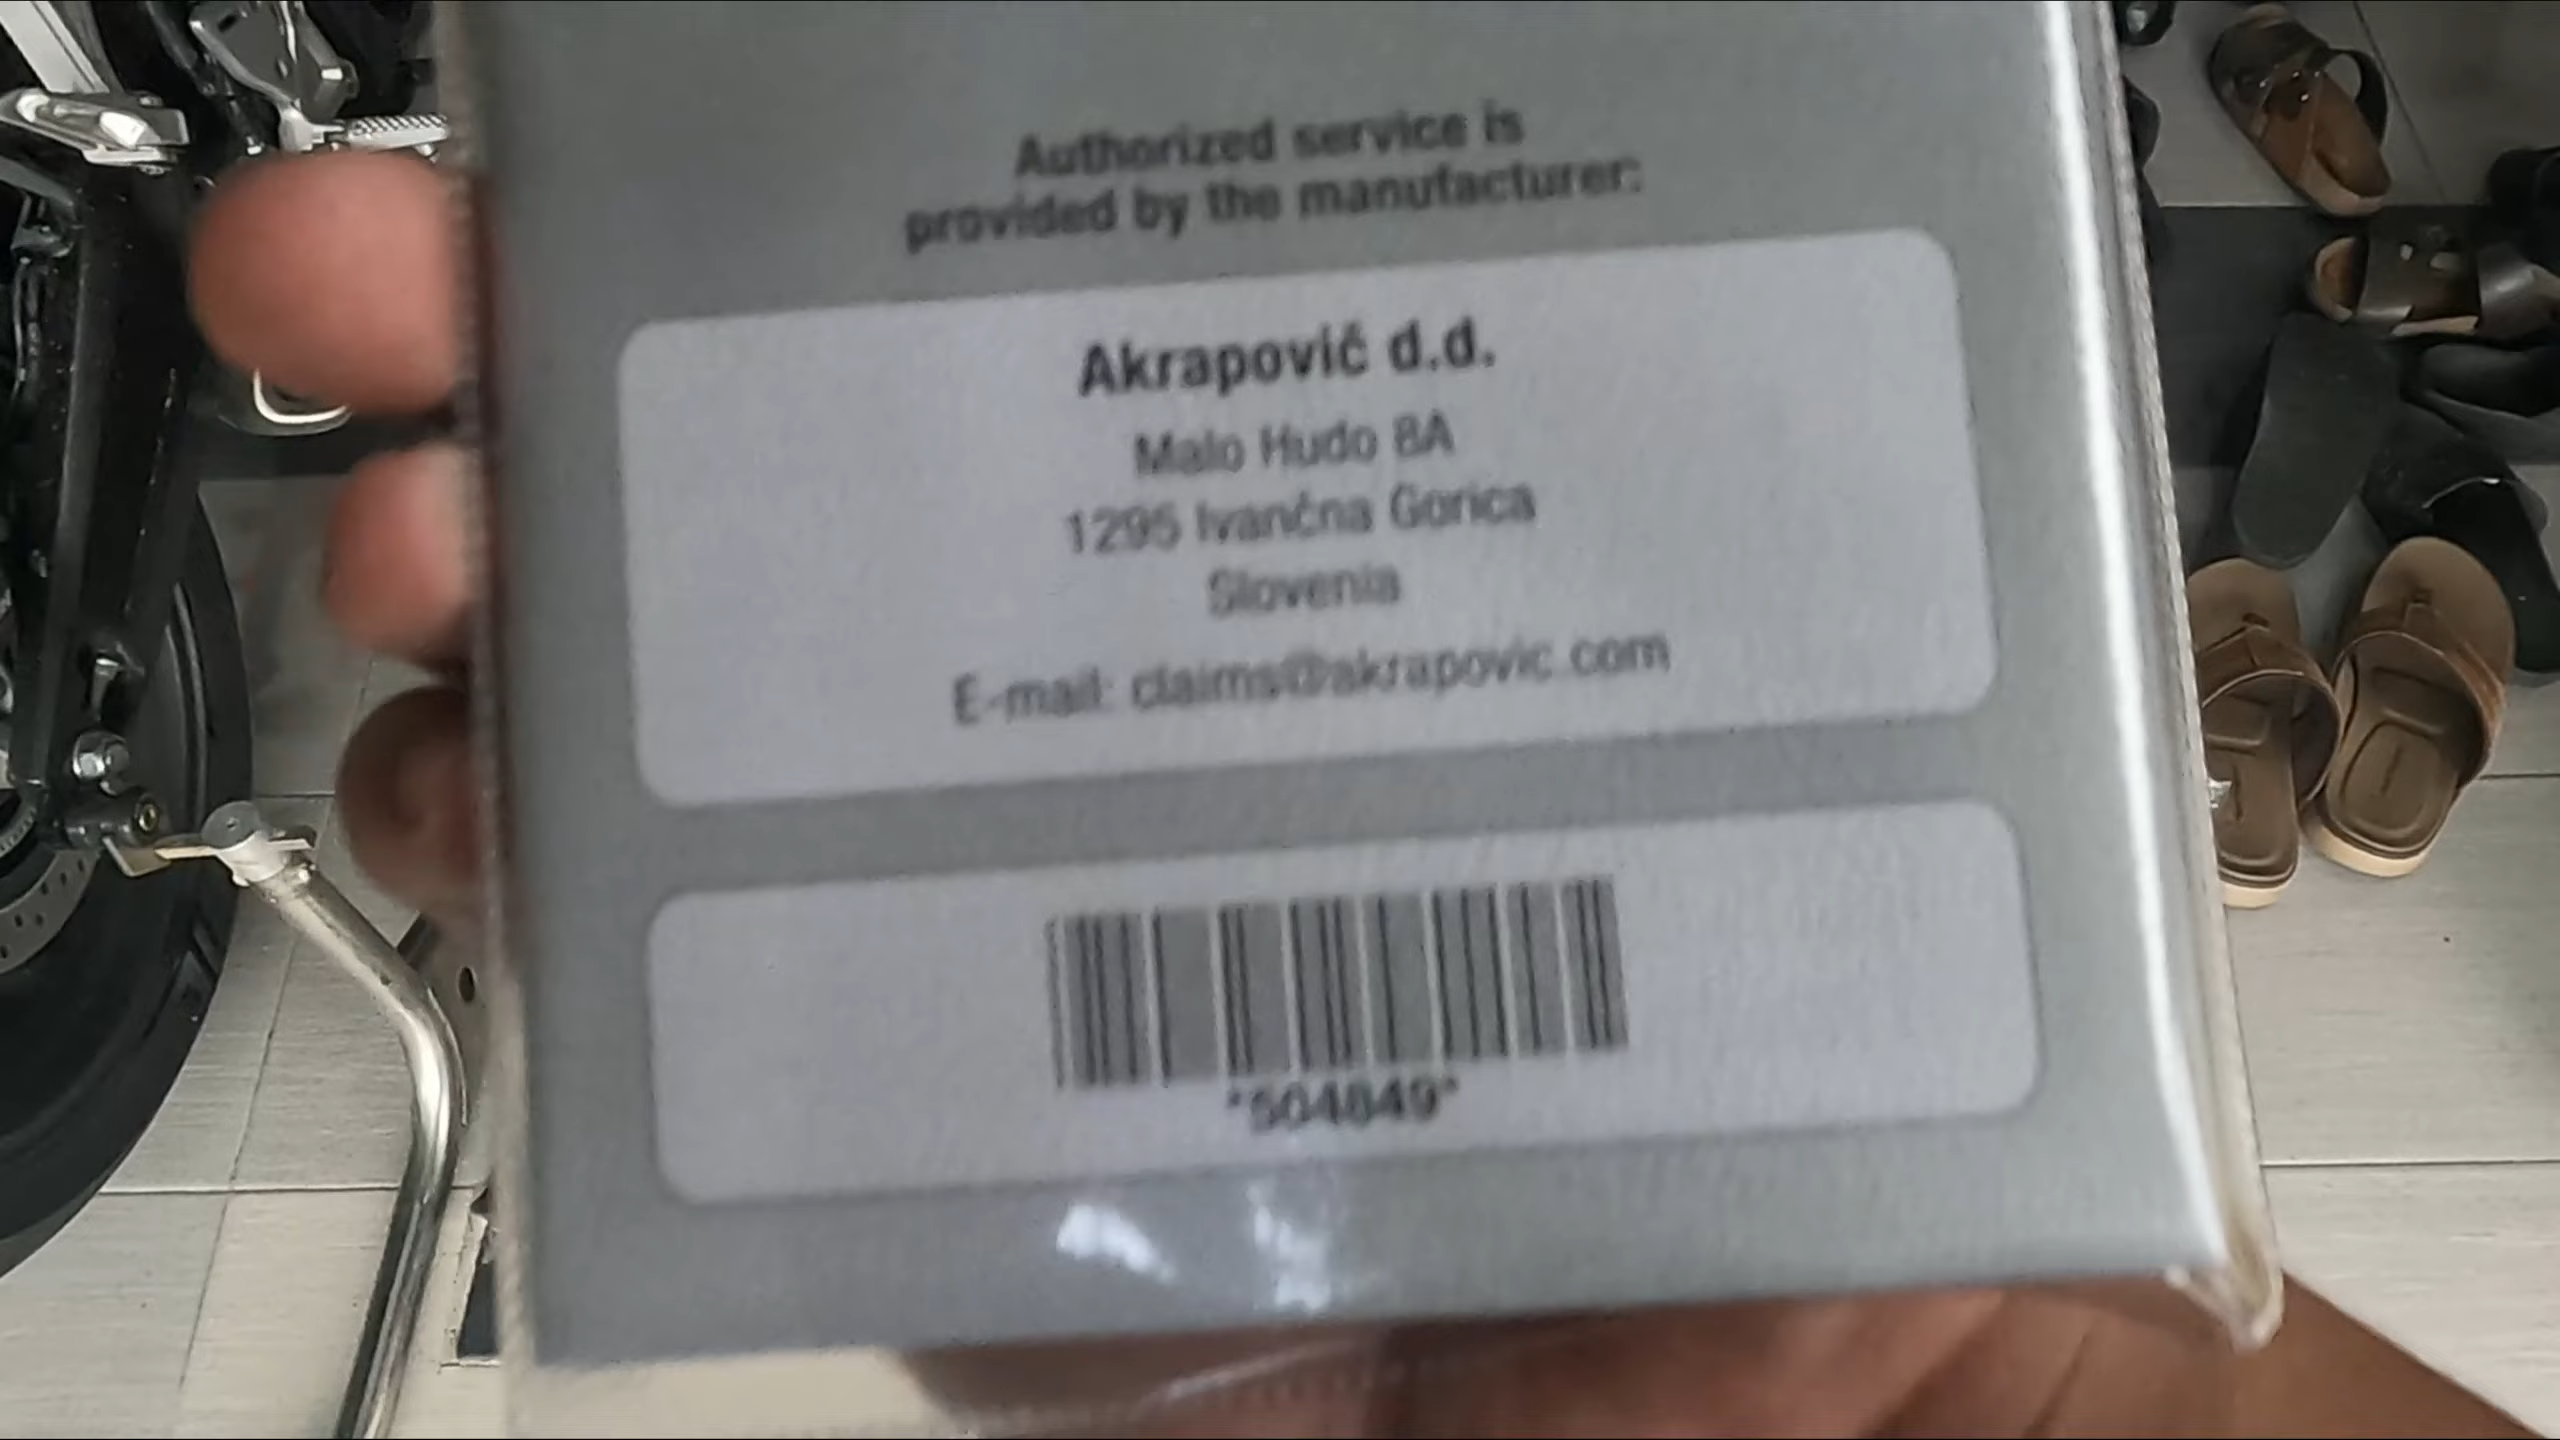 Authorized service is
provided by the manufacturer:
Akrapovič d.d.
Malo Hudo 8A
1295 Ivančna Gorica
Slovenia
E-mail: claims@akrapovic.com
*504849*